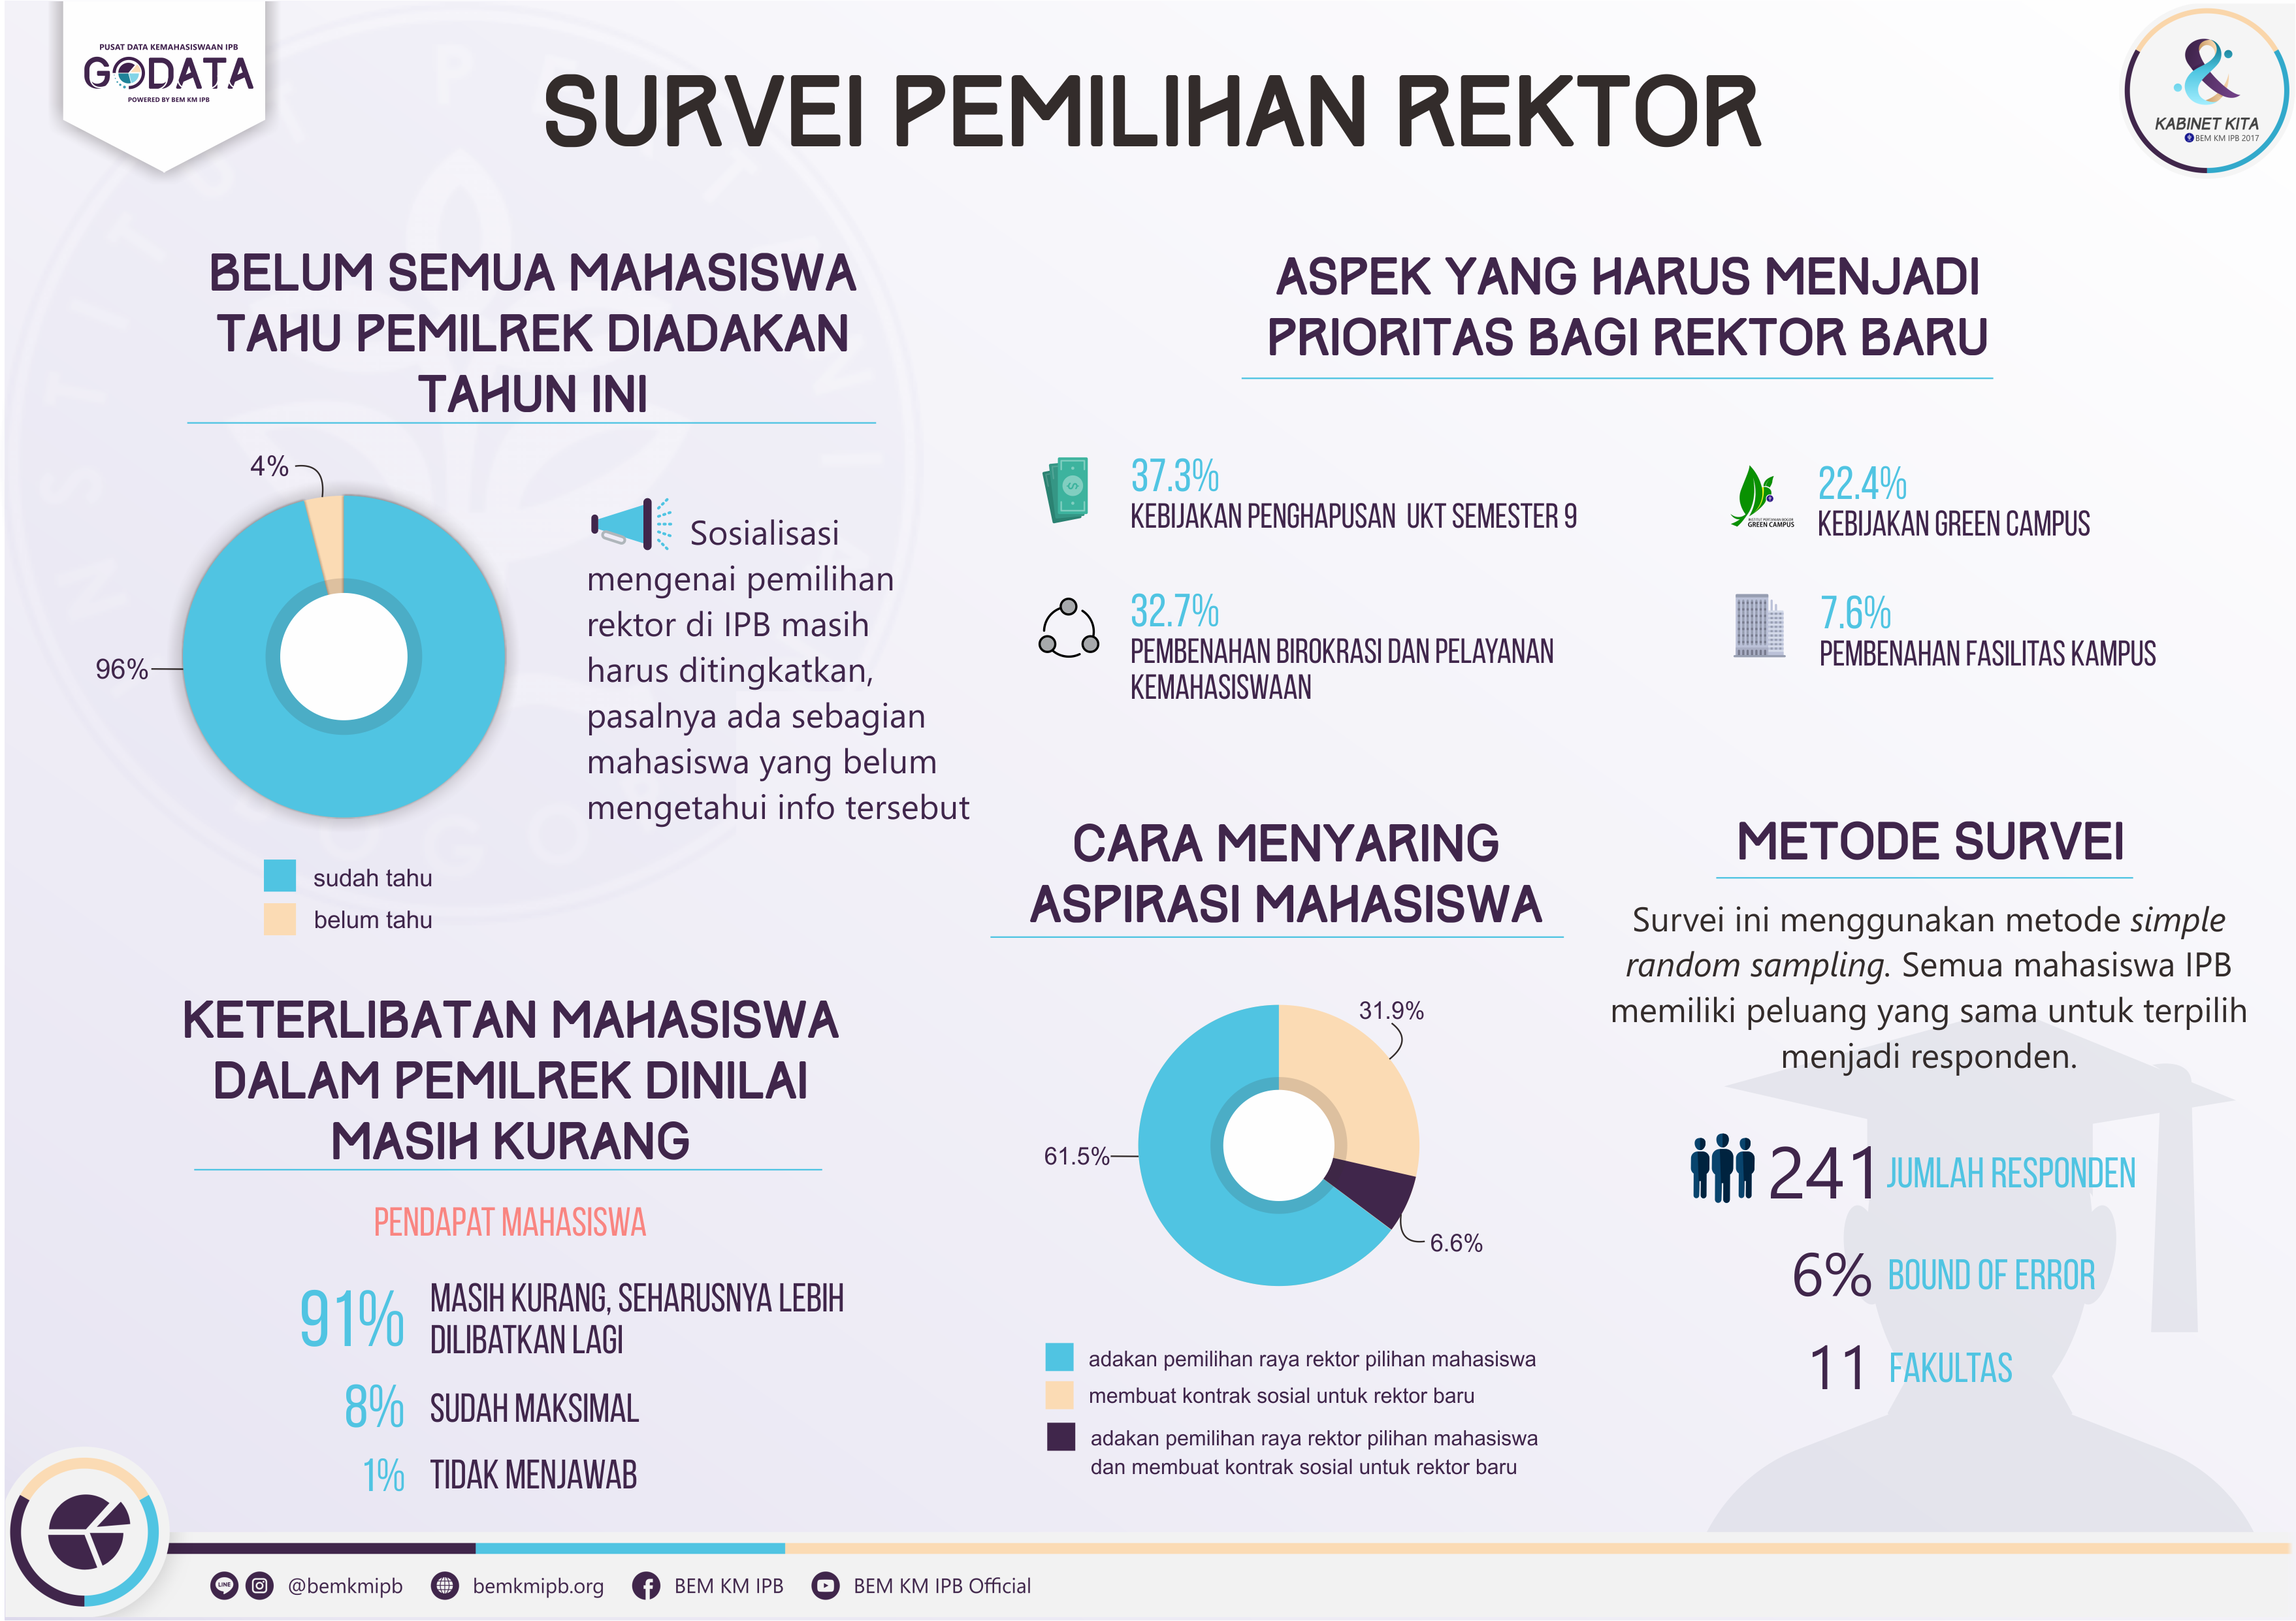 PUSAT DATA KEMAHASISWAAN IPB
GODATA
POWERED BY BEM KM IPB
SURVEI PEMILIHAN REKTOR
KABINET KITA
BEM KM IPB 2017
BELUM SEMUA MAHASISWA
TAHU PEMILREK DIADAKAN
TAHUN INI
4%
96%
Sosialisasi
mengenai pemilihan
rektor di IPB masih
harus ditingkatkan,
pasalnya ada sebagian
mahasiswa yang belum
mengetahui info tersebut
sudah tahu
belum tahu
ASPEK YANG HARUS MENJADI
PRIORITAS BAGI REKTOR BARU
37.3%
KEBIJAKAN PENGHAPUSAN UKT SEMESTER 9
32.7%
PEMBENAHAN BIROKRASI DAN PELAYANAN
KEMAHASISWAAN
INSTITUT PERTANIAN BOGOR
GREEN CAMPUS
22.4%
KEBIJAKAN GREEN CAMPUS
7.6%
PEMBENAHAN FASILITAS KAMPUS
KETERLIBATAN MAHASISWA
DALAM PEMILREK DINILAI
MASIH KURANG
PENDAPAT MAHASISWA
91%
MASIH KURANG, SEHARUSNYA LEBIH
DILIBATKAN LAGI
8% SUDAH MAKSIMAL
1% TIDAK MENJAWAB
CARA MENYARING
ASPIRASI MAHASISWA
31.9%
61.5%
6.6%
adakan pemilihan raya rektor pilihan mahasiswa
membuat kontrak sosial untuk rektor baru
adakan pemilihan raya rektor pilihan mahasiswa
dan membuat kontrak sosial untuk rektor baru
METODE SURVEI
Survei ini menggunakan metode simple
random sampling. Semua mahasiswa IPB
memiliki peluang yang sama untuk terpilih
menjadi responden.
241 JUMLAH RESPONDEN
6% BOUND OF ERROR
11 FAKULTAS
LINE @bemkmipb bemkmipb.org BEM KM IPB BEM KM IPB Official